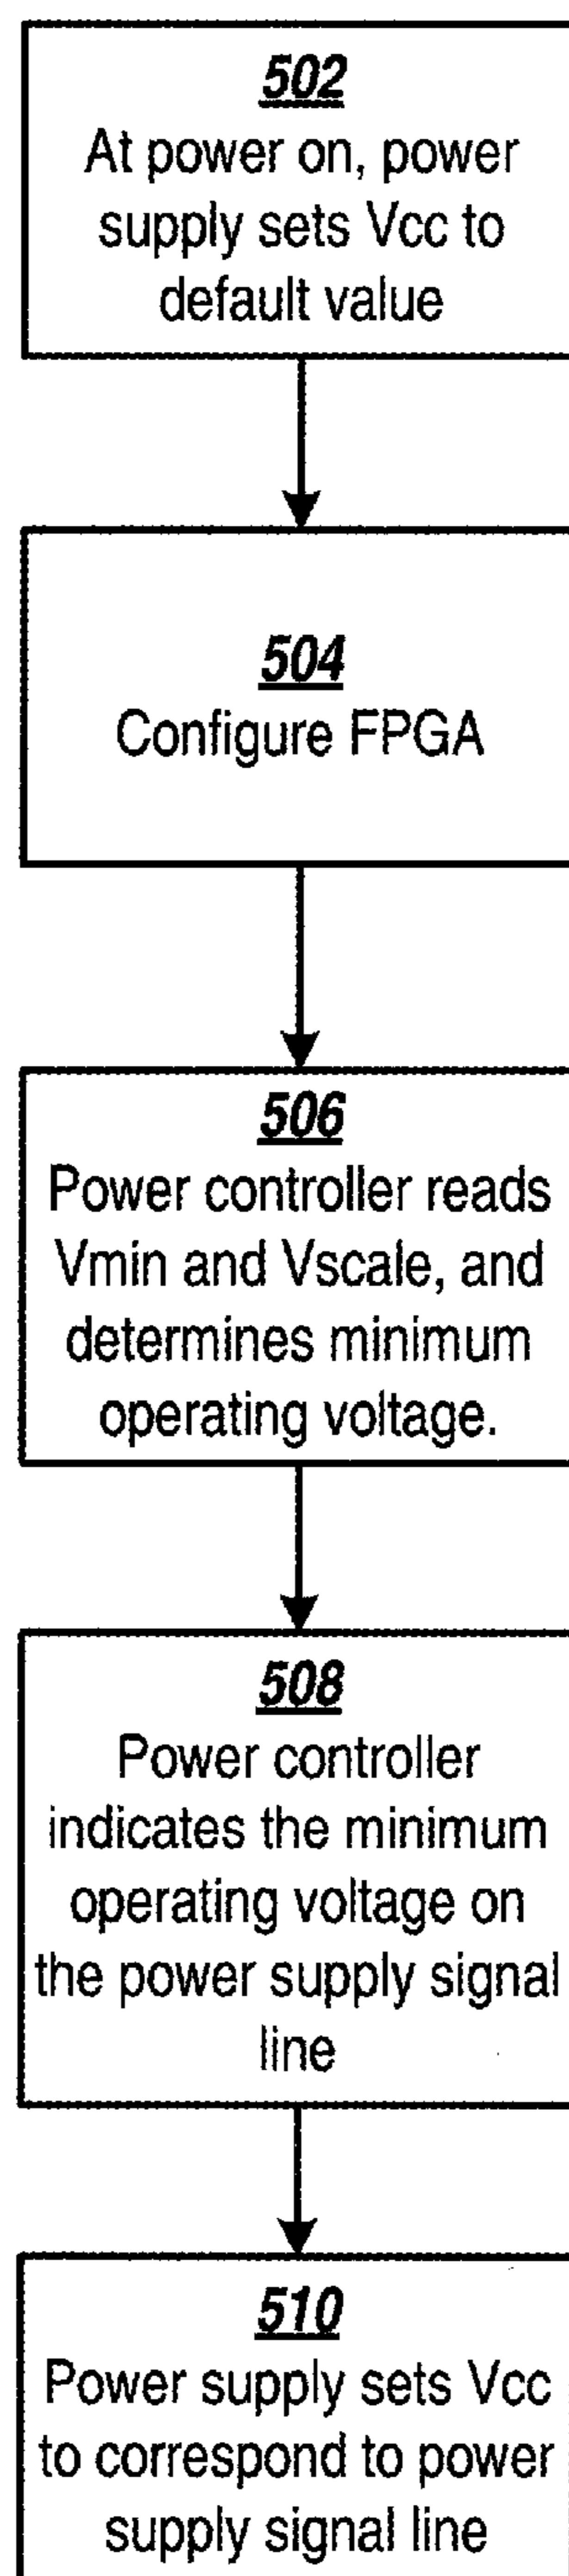 502
At power on, power
supply sets Vcc to
default value
504
Configure FPGA
506
Power controller reads
Vmin and Vscale, and
determines minimum
operating voltage.
508
Power controller
indicates the minimum
operating voltage on
the power supply signal
line
510
Power supply sets Vcc
to correspond to power
supply signal line